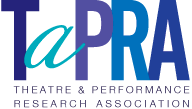 TaPRA
THEATRE & PERFORMANCE
RESEARCH ASSOCIATION